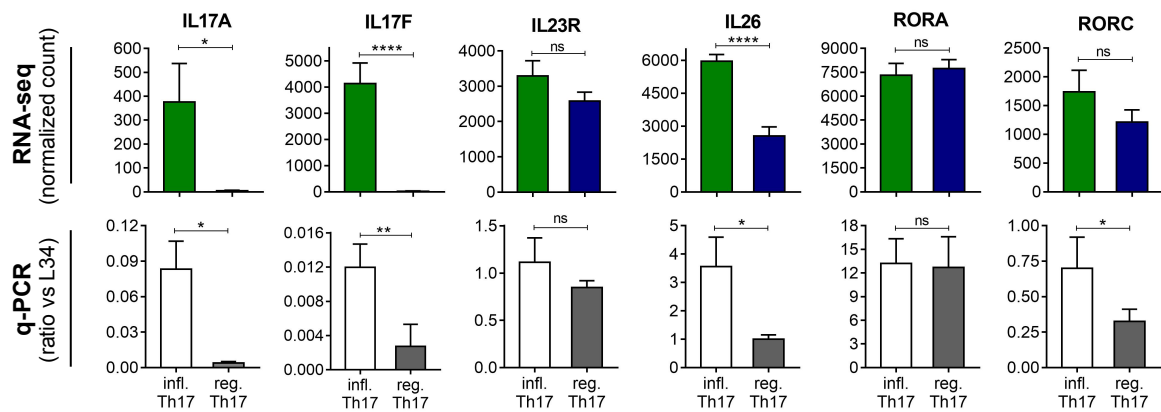 IL17A
IL17F
IL23R
IL26
RORA
RORC
RNA-seq
(normalized count)
600
500
400
300
200
100
0
*
5000
4000
3000
2000
1000
0
****
4000
3000
2000
1000
0
ns
6000
4500
3000
1500
0
****
9000
7500
6000
4500
3000
1500
0
ns
2500
2000
1500
1000
500
0
ns
q-PCR
(ratio vs L34)
0.12
0.09
0.06
0.03
0.00
*
0.016
0.012
0.008
0.004
0.000
**
1.5
1.0
0.5
0.0
ns
5
4
3
2
1
0
*
18
15
12
9
6
3
0
ns
1.00
0.75
0.50
0.25
0.00
*
infl. Th17
reg. Th17
infl. Th17
reg. Th17
infl. Th17
reg. Th17
infl. Th17
reg. Th17
infl. Th17
reg. Th17
infl. Th17
reg. Th17